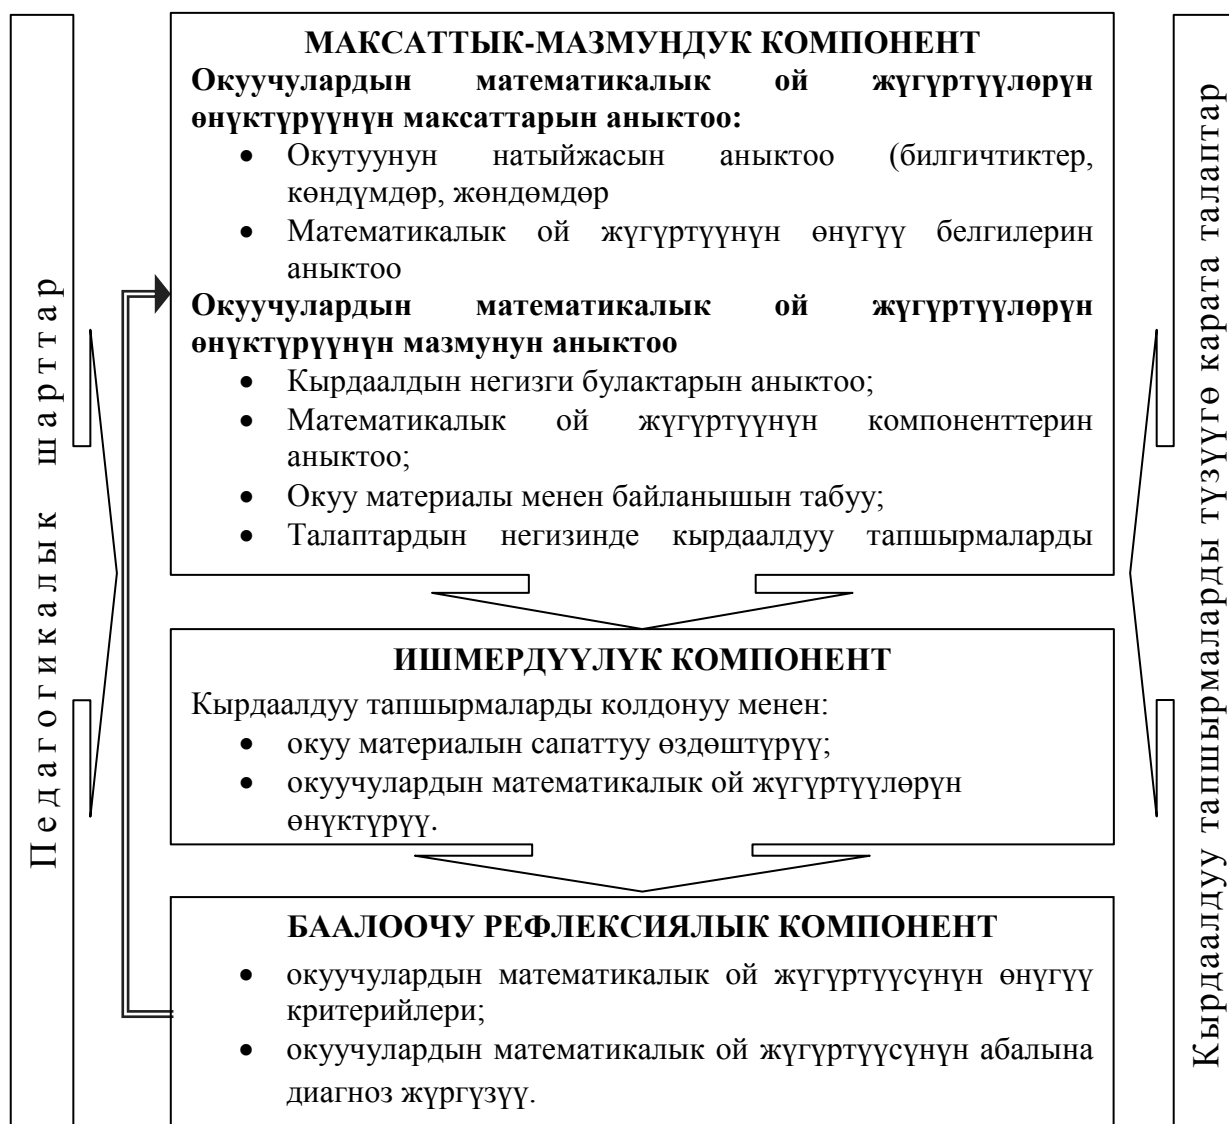 Педагогикалык шарттар
МАКСАТТЫК-МАЗМУНДУК КОМПОНЕНТ
Окуучулардын математикалык ой жүгүртүүлөрүн
өнүктүрүүнүн максаттарын аныктоо:
• Окутуунун натыйжасын аныктоо (билгичтиктер,
көндүмдөр, жөндөмдөр
• Математикалык ой жүгүртүүнүн өнүгүү белгилерин
аныктоо
Окуучулардын математикалык ой жүгүртүүлөрүн
өнүктүрүүнүн мазмунун аныктоо
• Кырдаалдын негизги булактарын аныктоо;
• Математикалык ой жүгүртүүнүн компоненттерин
аныктоо;
• Окуу материалы менен байланышын табуу;
• Талаптардын негизинде кырдаалдуу тапшырмаларды
ИШМЕРДҮҮЛҮК КОМПОНЕНТ
Кырдаалдуу тапшырмаларды колдонуу менен:
• окуу материалын сапаттуу өздөштүрүү;
• окуучулардын математикалык ой жүгүртүүлөрүн
өнүктүрүү.
БААЛООЧУ РЕФЛЕКСИЯЛЫК КОМПОНЕНТ
• окуучулардын математикалык ой жүгүртүүсүнүн өнүгүү
критерийлери;
• окуучулардын математикалык ой жүгүртүүсүнүн абалына
диагноз жүргүзүү.
Кырдаалдуу тапшырмаларды түзүүгө карата талаптар